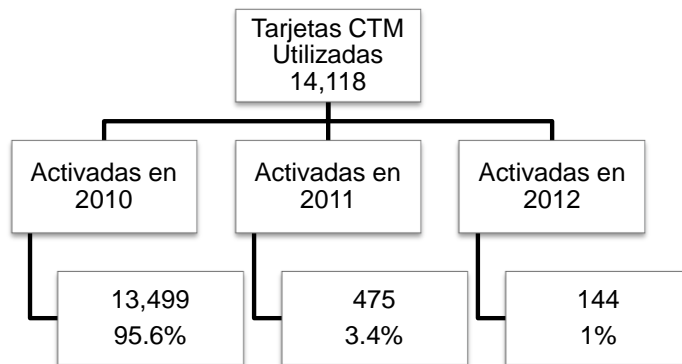 Tarjetas CTM
Utilizadas
14,118
Activadas en
2010
Activadas en
2011
Activadas en
2012
13,499
95.6%
475
3.4%
144
1%